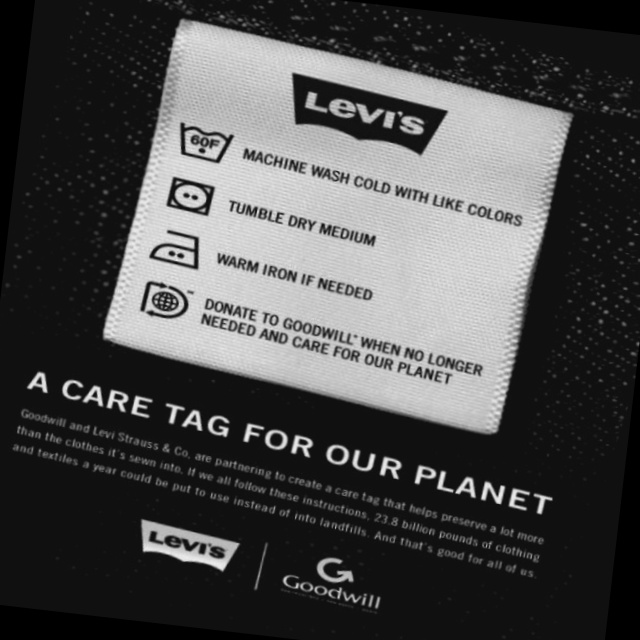 Levi's
60F
MACHINE WASH COLD WITH LIKE COLORS
TUMBLE DRY MEDIUM
WARM IRON IF NEEDED
DONATE TO GOODWILL® WHEN NO LONGER
NEEDED AND CARE FOR OUR PLANET
A CARE TAG FOR OUR PLANET
Goodwill and Levi Strauss & Co. are partnering to create a care tag that helps preserve a lot more
than the clothes it's sewn into. If we all follow these instructions, 23.8 billion pounds of clothing
and textiles a year could be put to use instead of into landfills. And that's good for all of us.
Levi's
Goodwill